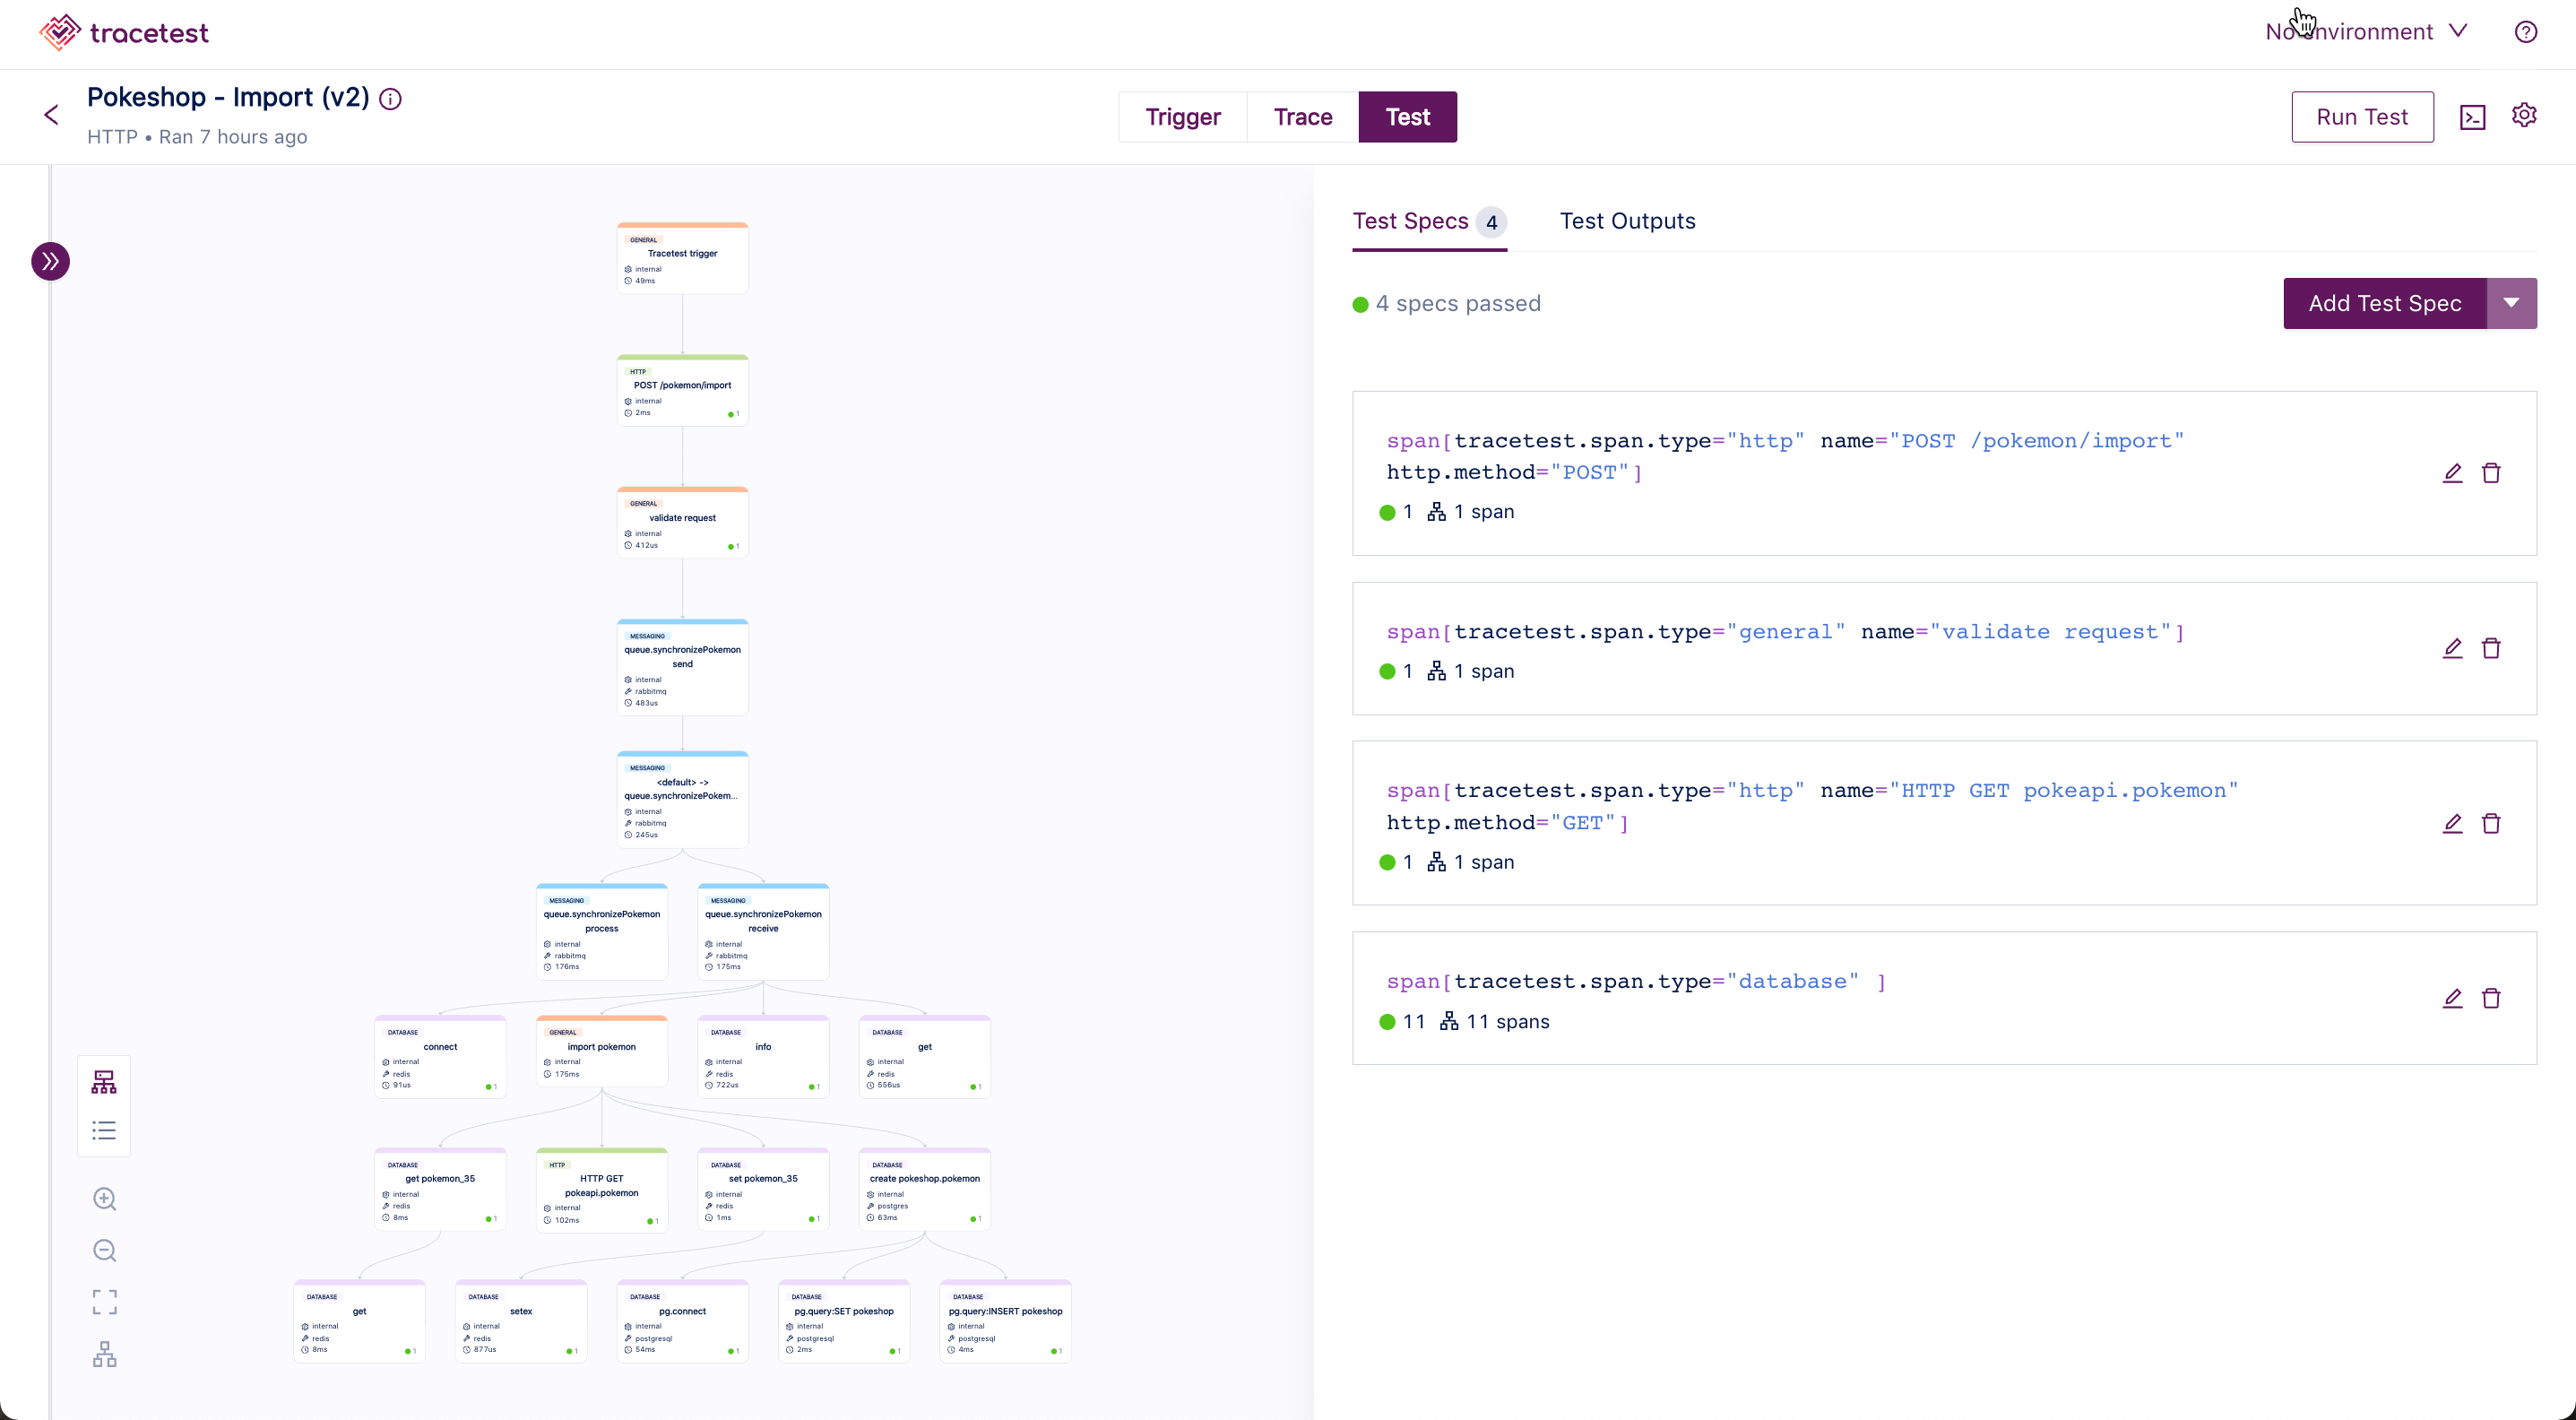 tracetest
No environment
Pokeshop - Import (v2)
HTTP • Ran 7 hours ago
Trigger
Trace
Test
Run Test
GENERAL
Tracetest trigger
internal
49ms
HTTP
POST /pokemon/import
internal
2ms
1
GENERAL
validate request
internal
412us
1
MESSAGING
queue.synchronizePokemon
send
internal
rabbitmq
483us
MESSAGING
<default> ->
queue.synchronizePokem...
internal
rabbitmq
245us
MESSAGING
queue.synchronizePokemon
process
internal
rabbitmq
176ms
MESSAGING
queue.synchronizePokemon
receive
internal
rabbitmq
175ms
DATABASE
connect
internal
redis
91us
1
GENERAL
import pokemon
internal
175ms
DATABASE
info
internal
redis
722us
1
DATABASE
get
internal
redis
556us
1
DATABASE
get pokemon_35
internal
redis
8ms
1
HTTP
HTTP GET
pokeapi.pokemon
internal
102ms
1
DATABASE
set pokemon_35
internal
redis
1ms
1
DATABASE
create pokeshop.pokemon
internal
postgres
63ms
1
DATABASE
get
internal
redis
8ms
1
DATABASE
setex
internal
redis
877us
1
DATABASE
pg.connect
internal
postgresql
54ms
1
DATABASE
pg.query:SET pokeshop
internal
postgresql
2ms
1
DATABASE
pg.query:INSERT pokeshop
internal
postgresql
4ms
1
Test Specs 4
Test Outputs
4 specs passed
Add Test Spec
span[tracetest.span.type="http" name="POST /pokemon/import"
http.method="POST"]
1 1 span
span[tracetest.span.type="general" name="validate request"]
1 1 span
span[tracetest.span.type="http" name="HTTP GET pokeapi.pokemon"
http.method="GET"]
1 1 span
span[tracetest.span.type="database" ]
11 11 spans